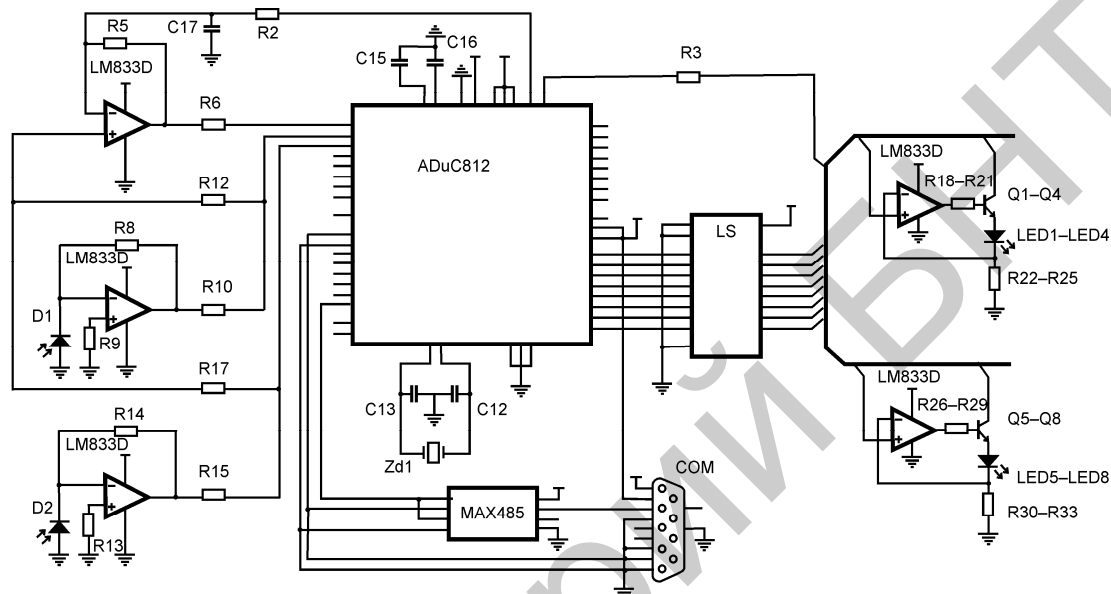 R5
C17
R2
C15
C16
R3
LM833D
R6
ADuC812
R12
R8
LM833D
R10
D1
R9
R17
R14
LM833D
R15
D2
R13
C13
C12
Zd1
MAX485
COM
LS
LM833D
R18–R21
Q1–Q4
LED1–LED4
R22–R25
LM833D
R26–R29
Q5–Q8
LED5–LED8
R30–R33
рий БНТ